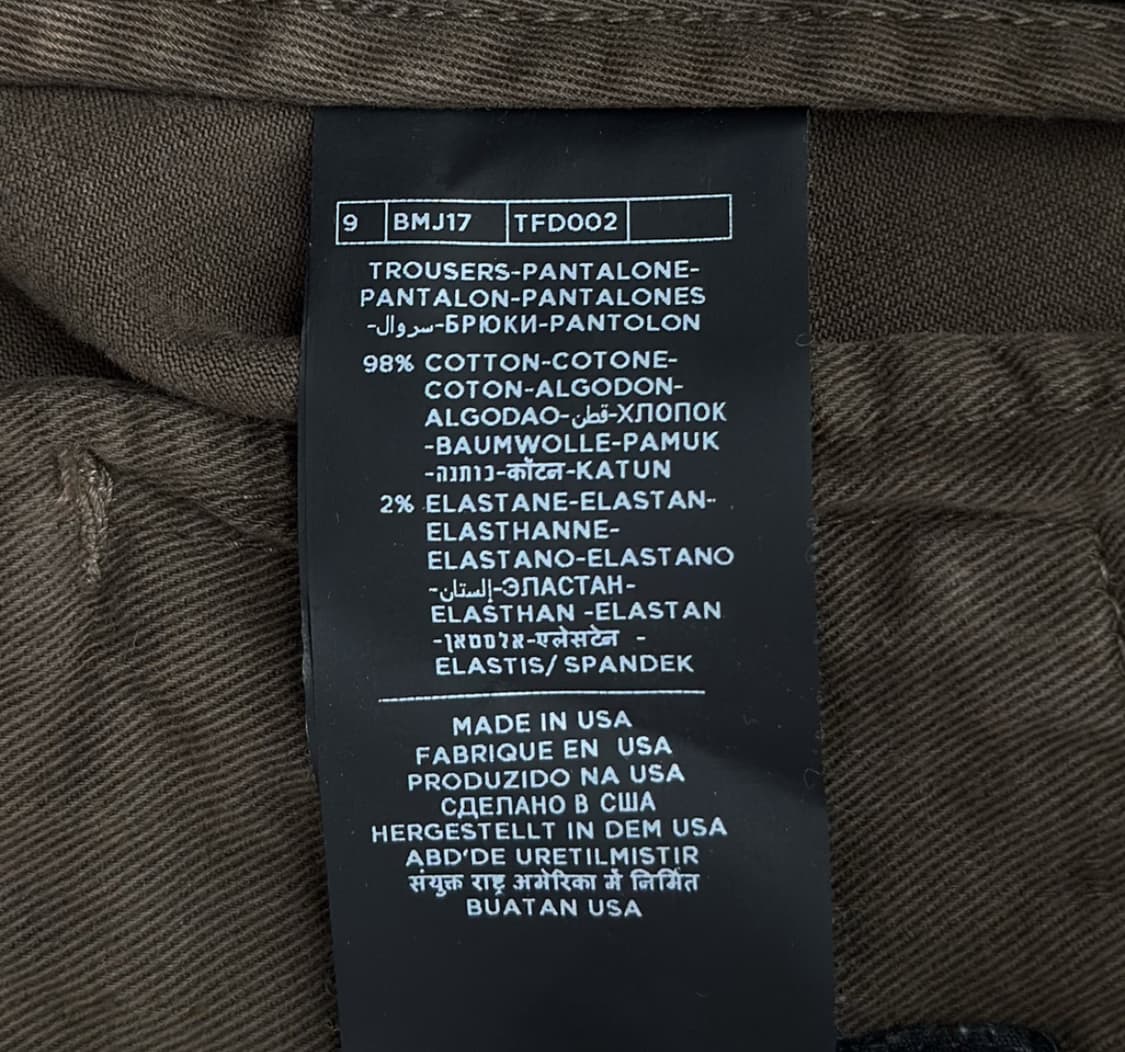 9 BMJ17 TFD002
TROUSERS-PANTALONE-
PANTALON-PANTALONES
-سروال-БРЮКИ-PANTOLON
98% COTTON-COTONE-
COTON-ALGODON-
ALGODAO-قطن-ХЛОПОК
-BAUMWOLLE-PAMUK
-כותנה-कॉटन-KATUN
2% ELASTANE-ELASTAN-
ELASTHANNE-
ELASTANO-ELASTANO
-إلستان-ЭЛАСТАН-
ELASTHAN -ELASTAN
-אלסטאן-एलेसटेन -
ELASTIS/ SPANDEK
MADE IN USA
FABRIQUE EN USA
PRODUZIDO NA USA
СДЕЛАНО В США
HERGESTELLT IN DEM USA
ABD'DE URETILMISTIR
संयुक्त राष्ट्र अमेरिका में निर्मित
BUATAN USA